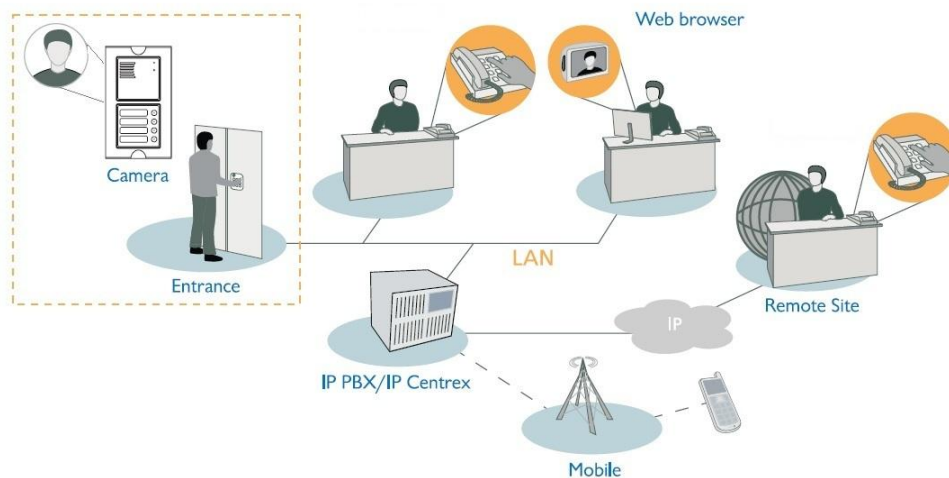 Web browser
Camera
LAN
Entrance
Remote Site
IP
IP PBX/IP Centrex
Mobile